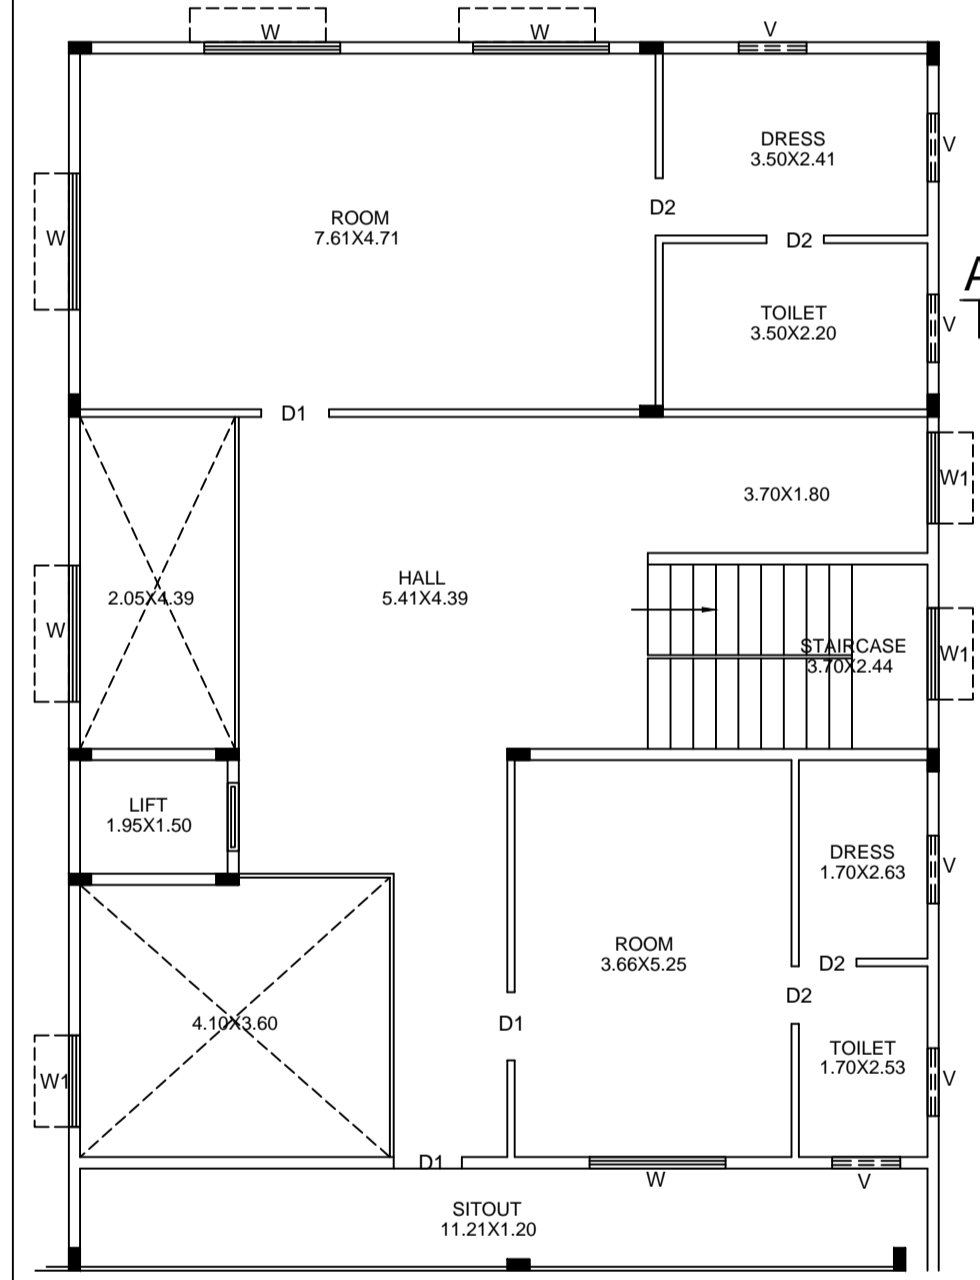 W
W
V
DRESS
3.50X2.41
V
D2
ROOM
7.61X4.71
W
D2
A
TOILET
3.50X2.20
V
D1
3.70X1.80
W1
HALL
5.41X4.39
2.05X4.39
W
STAIRCASE
3.70X2.44
W1
LIFT
1.95X1.50
DRESS
1.70X2.63
V
ROOM
3.66X5.25
D2
D2
4.10X3.60
D1
TOILET
1.70X2.53
V
W1
D1
W
V
SITOUT
11.21X1.20